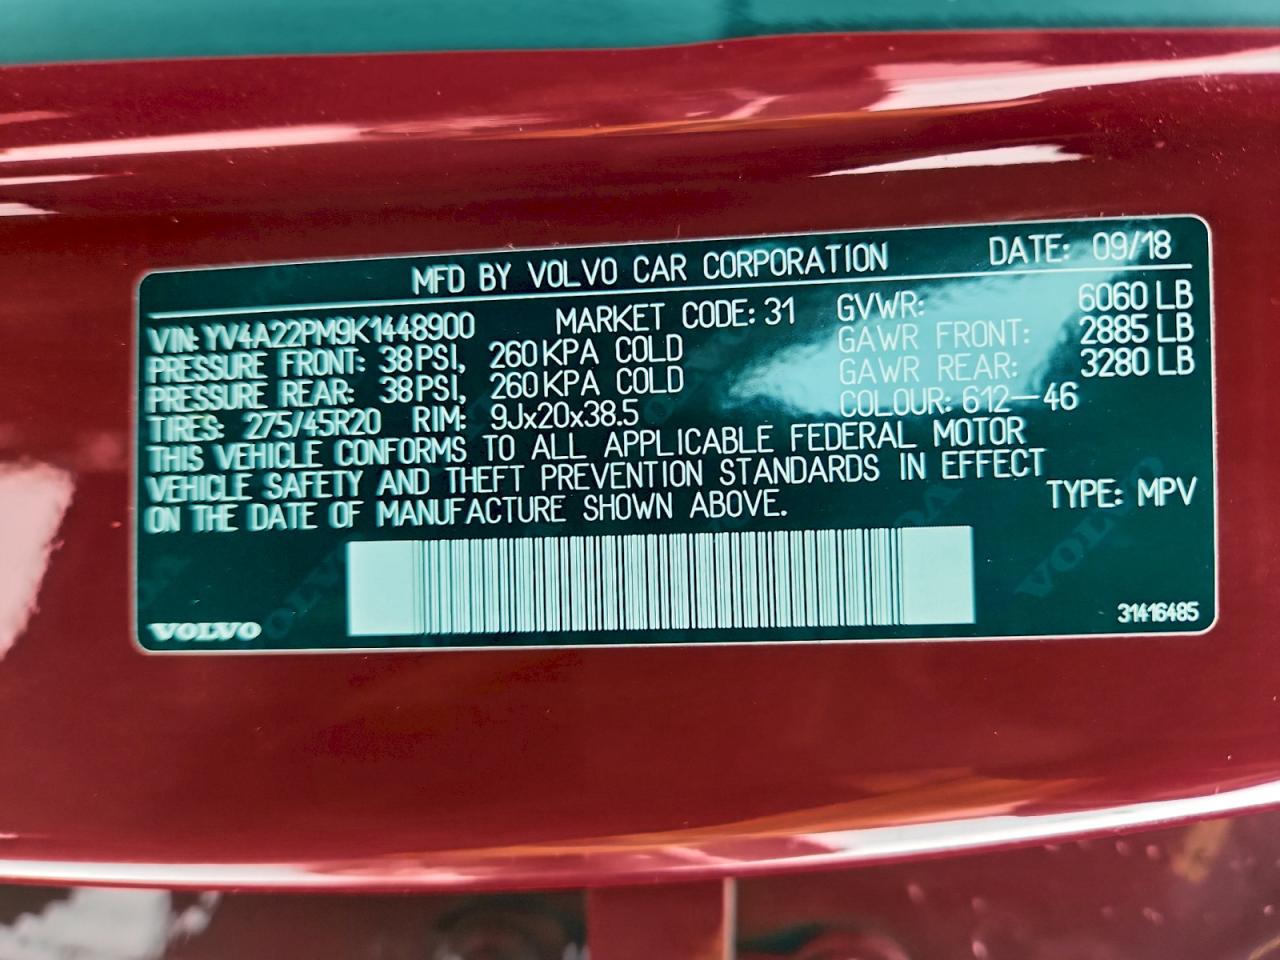 MFD BY VOLVO CAR CORPORATION DATE: 09/18
VIN: YV4A22PM9K1448900 MARKET CODE: 31 GVWR: 6060 LB
PRESSURE FRONT: 38 PSI, 260 KPA COLD GAWR FRONT: 2885 LB
PRESSURE REAR: 38 PSI, 260 KPA COLD GAWR REAR: 3280 LB
TIRES: 275/45R20 RIM: 9Jx20x38.5 COLOUR: 612-46
THIS VEHICLE CONFORMS TO ALL APPLICABLE FEDERAL MOTOR
VEHICLE SAFETY AND THEFT PREVENTION STANDARDS IN EFFECT
ON THE DATE OF MANUFACTURE SHOWN ABOVE. TYPE: MPV
VOLVO 31416485